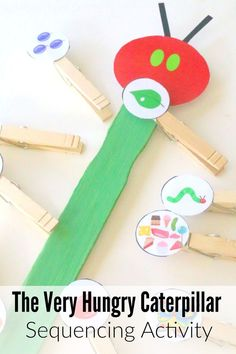 The Very Hungry Caterpillar
Sequencing Activity